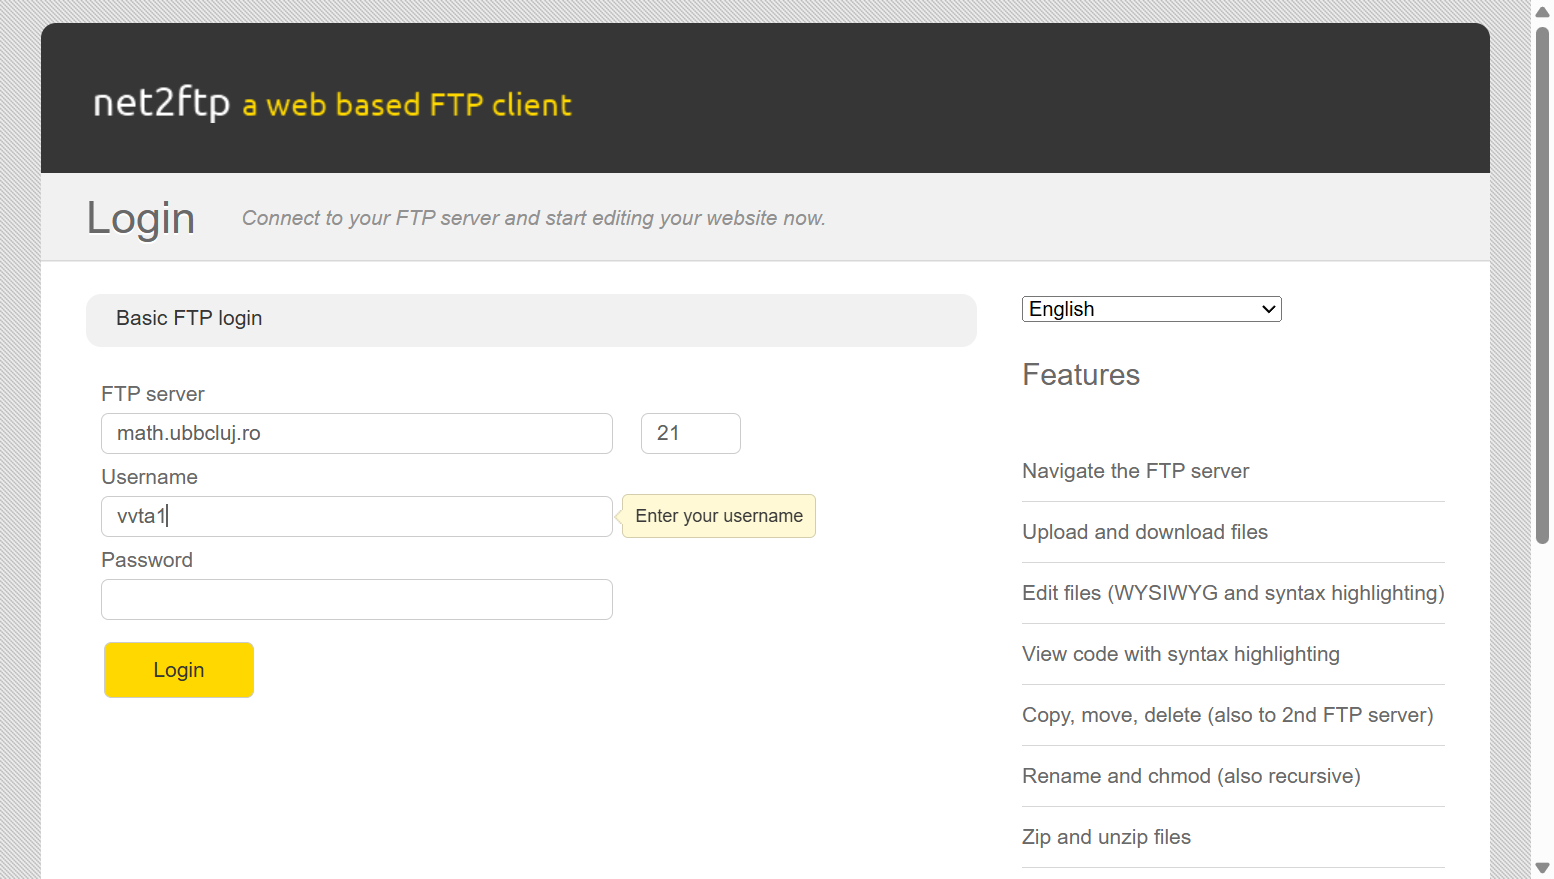 net2ftp a web based FTP client
Login
Connect to your FTP server and start editing your website now.
Basic FTP login
FTP server
math.ubbcluj.ro
21
Username
vvta1
Enter your username
Password
Login
English
Features
Navigate the FTP server
Upload and download files
Edit files (WYSIWYG and syntax highlighting)
View code with syntax highlighting
Copy, move, delete (also to 2nd FTP server)
Rename and chmod (also recursive)
Zip and unzip files